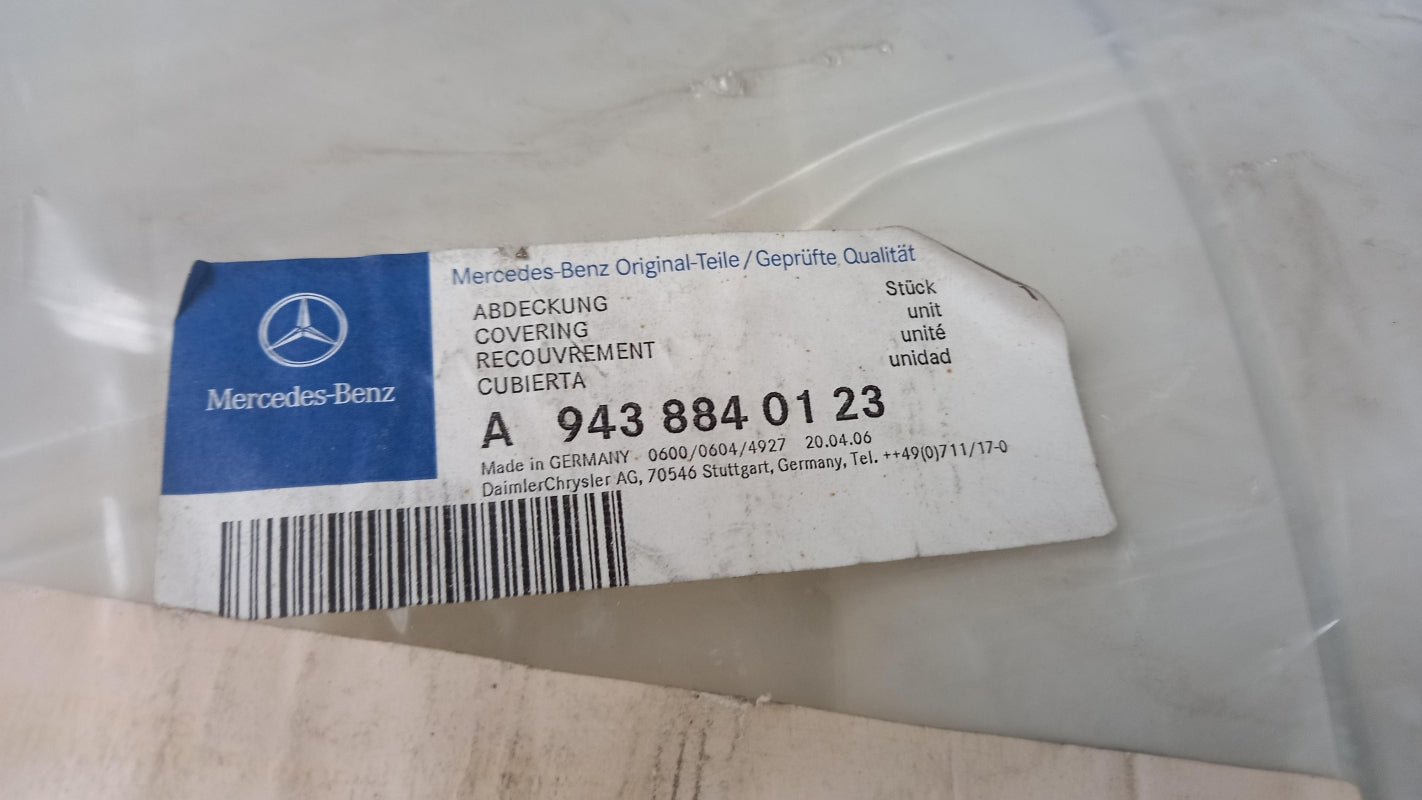 Mercedes-Benz
Mercedes-Benz Original-Teile/Geprüfte Qualität
ABDECKUNG Stück
COVERING unit
RECOUVREMENT unité
CUBIERTA unidad
A 943 884 01 23
Made in GERMANY 0600/0604/4927 20.04.06
DaimlerChrysler AG, 70546 Stuttgart, Germany, Tel. ++49(0)711/17-0